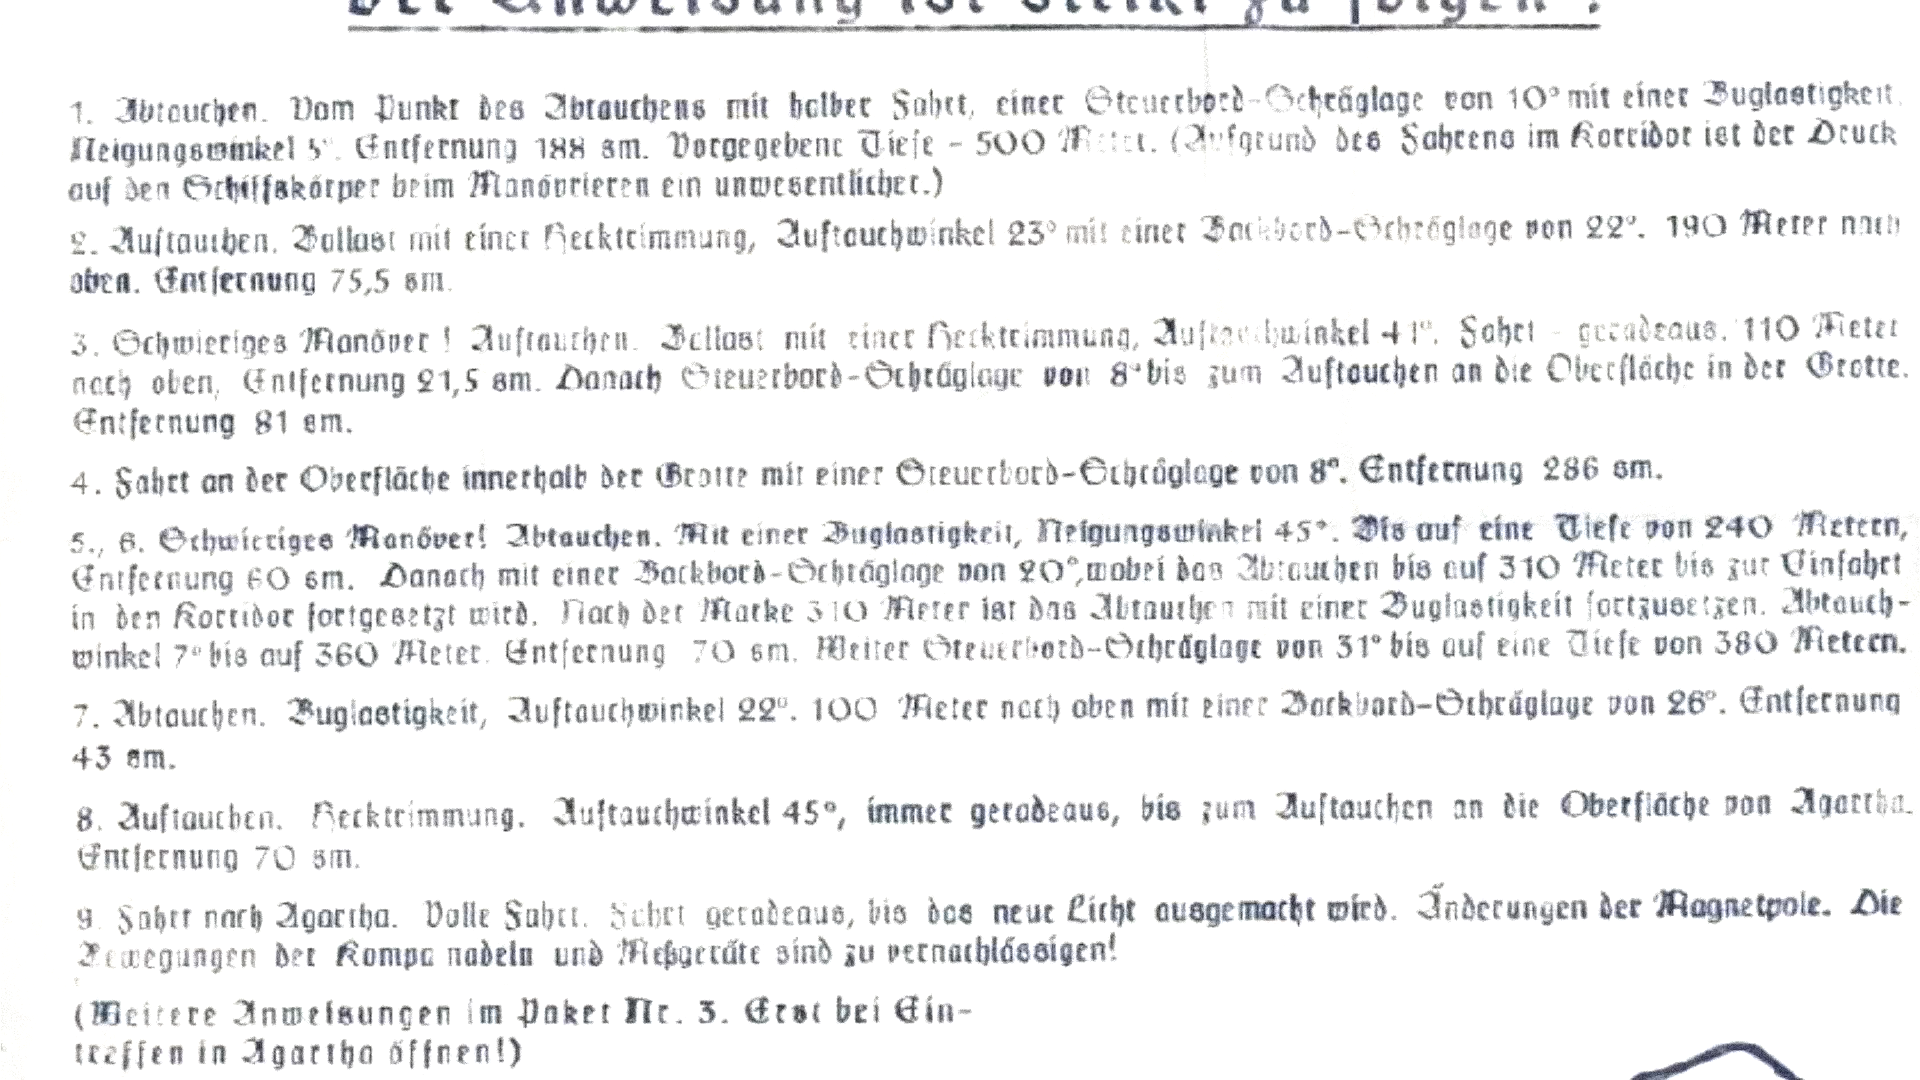 Der Anweisung ist strikt zu folgen !
1. Abtauchen. Vom Punkt des Abtauchens mit halber Fahrt, einer Steuerbord-Schräglage von 10° mit einer Buglastigkeit.
Neigungswinkel 5°. Entfernung 188 sm. Vorgegebene Tiefe - 500 Meter. (Aufgrund des Fahrens im Korridor ist der Druck
auf den Schiffskörper beim Manövrieren ein unwesentlicher.)
2. Auftauchen. Ballast mit einer Hecktrimmung, Auftauchwinkel 23° mit einer Backbord-Schräglage von 22°. 190 Meter nach
oben. Entfernung 75,5 sm.
3. Schwieriges Manöver ! Auftauchen. Ballast mit einer Hecktrimmung, Auftauchwinkel 41°. Fahrt - geradeaus. 110 Meter
nach oben, Entfernung 21,5 sm. Danach Steuerbord-Schräglage von 8° bis zum Auftauchen an die Oberfläche in der Grotte.
Entfernung 81 sm.
4. Fahrt an der Oberfläche innerhalb der Grotte mit einer Steuerbord-Schräglage von 8°. Entfernung 286 sm.
5., 6. Schwieriges Manöver! Abtauchen. Mit einer Buglastigkeit, Neigungswinkel 45°. Bis auf eine Tiefe von 240 Metern,
Entfernung 60 sm. Danach mit einer Backbord-Schräglage von 20°, wobei das Abtauchen bis auf 310 Meter bis zur Einfahrt
in den Korridor fortgesetzt wird. Nach der Marke 310 Meter ist das Abtauchen mit einer Buglastigkeit fortzusetzen. Abtauch-
winkel 7° bis auf 360 Meter. Entfernung 70 sm. Weiter Steuerbord-Schräglage von 31° bis auf eine Tiefe von 380 Metern.
7. Abtauchen. Buglastigkeit, Auftauchwinkel 22°. 100 Meter nach oben mit einer Backbord-Schräglage von 26°. Entfernung
43 sm.
8. Auftauchen. Hecktrimmung. Auftauchwinkel 45°, immer geradeaus, bis zum Auftauchen an die Oberfläche von Agartha.
Entfernung 70 sm.
9. Fahrt nach Agartha. Volle Fahrt. Fahrt geradeaus, bis das neue Licht ausgemacht wird. Änderungen der Magnetpole. Die
Bewegungen der Kompa nadeln und Meßgeräte sind zu vernachlässigen!
(Weitere Anweisungen im Paket Nr. 3. Erst bei Ein-
treffen in Agartha öffnen!)